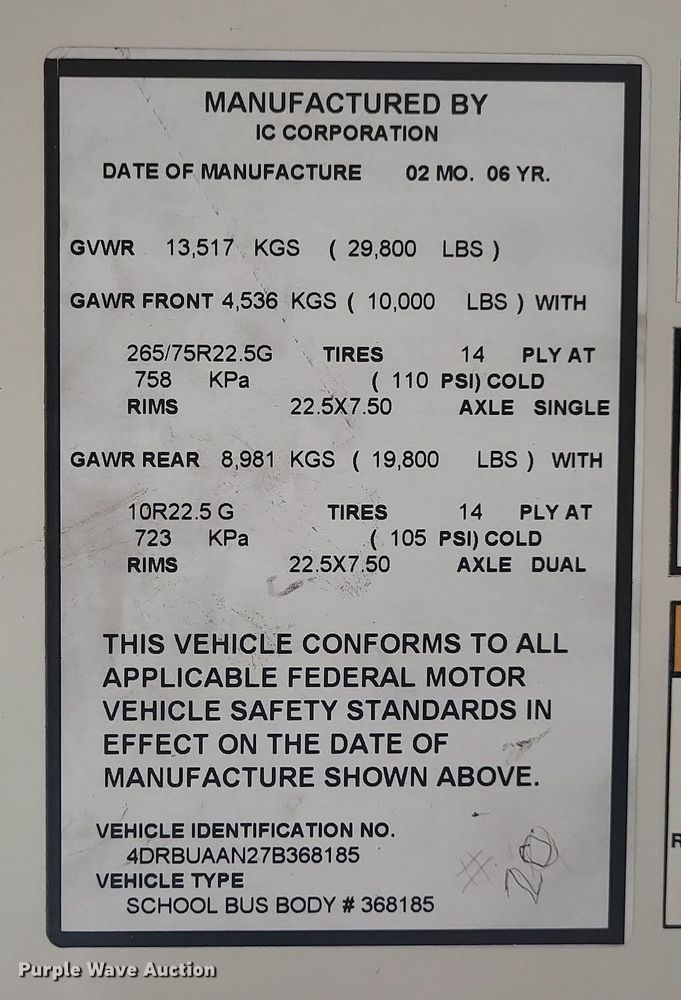 MANUFACTURED BY
IC CORPORATION
DATE OF MANUFACTURE 02 MO. 06 YR.
GVWR 13,517 KGS ( 29,800 LBS )
GAWR FRONT 4,536 KGS ( 10,000 LBS ) WITH
265/75R22.5G TIRES 14 PLY AT
758 KPa ( 110 PSI) COLD
RIMS 22.5X7.50 AXLE SINGLE
GAWR REAR 8,981 KGS ( 19,800 LBS ) WITH
10R22.5 G TIRES 14 PLY AT
723 KPa ( 105 PSI) COLD
RIMS 22.5X7.50 AXLE DUAL
THIS VEHICLE CONFORMS TO ALL
APPLICABLE FEDERAL MOTOR
VEHICLE SAFETY STANDARDS IN
EFFECT ON THE DATE OF
MANUFACTURE SHOWN ABOVE.
VEHICLE IDENTIFICATION NO.
4DRBUAAN27B368185
VEHICLE TYPE
SCHOOL BUS BODY # 368185
# 20
R
Purple Wave Auction